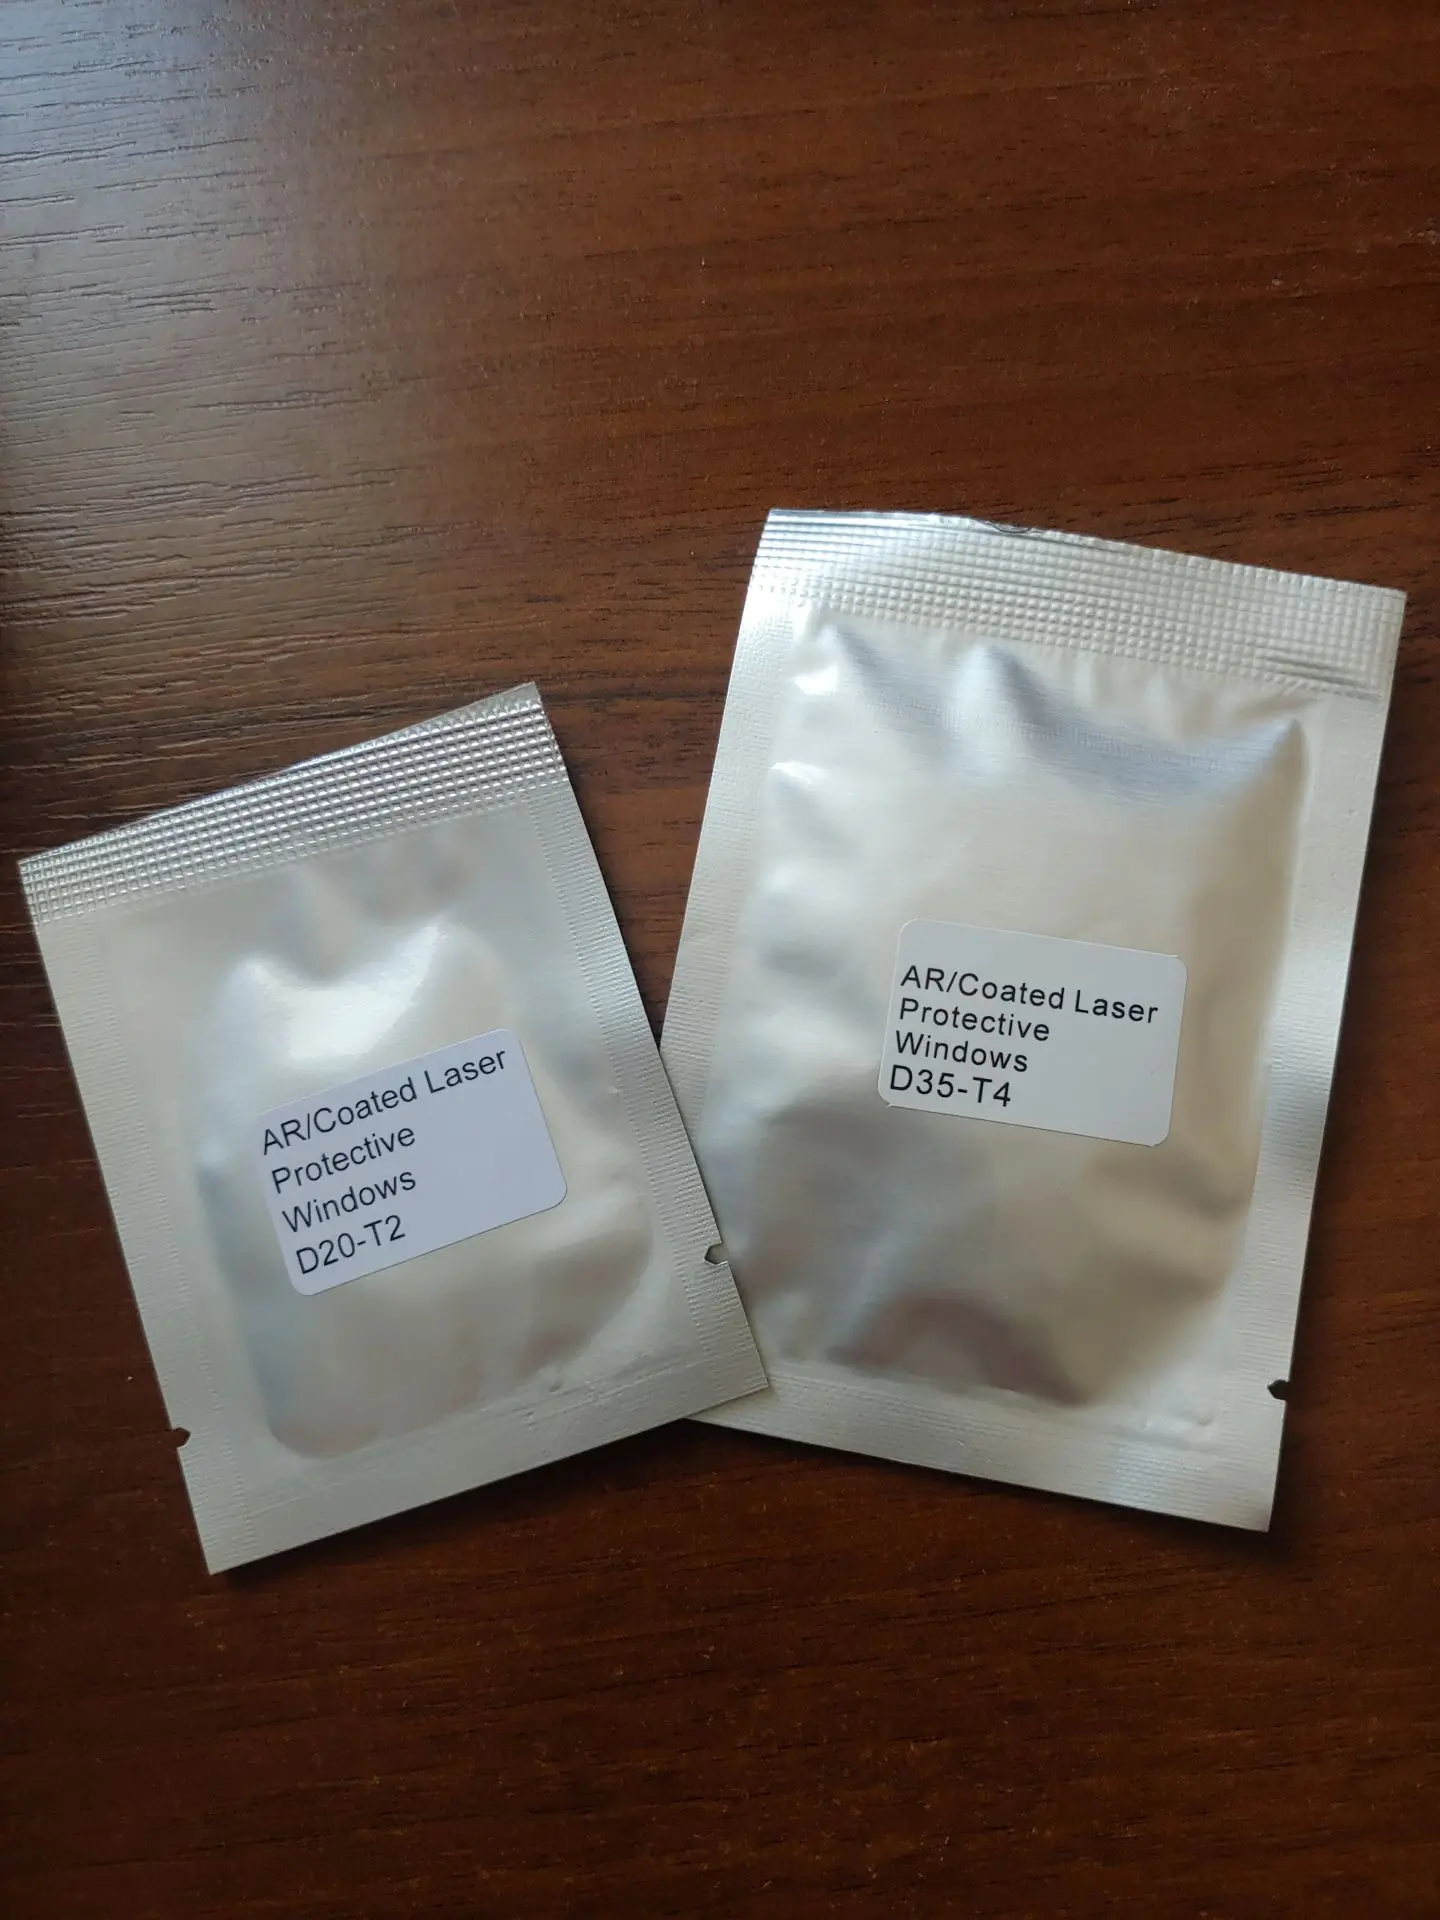 AR/Coated Laser
Protective
Windows
D20-T2
AR/Coated Laser
Protective
Windows
D35-T4